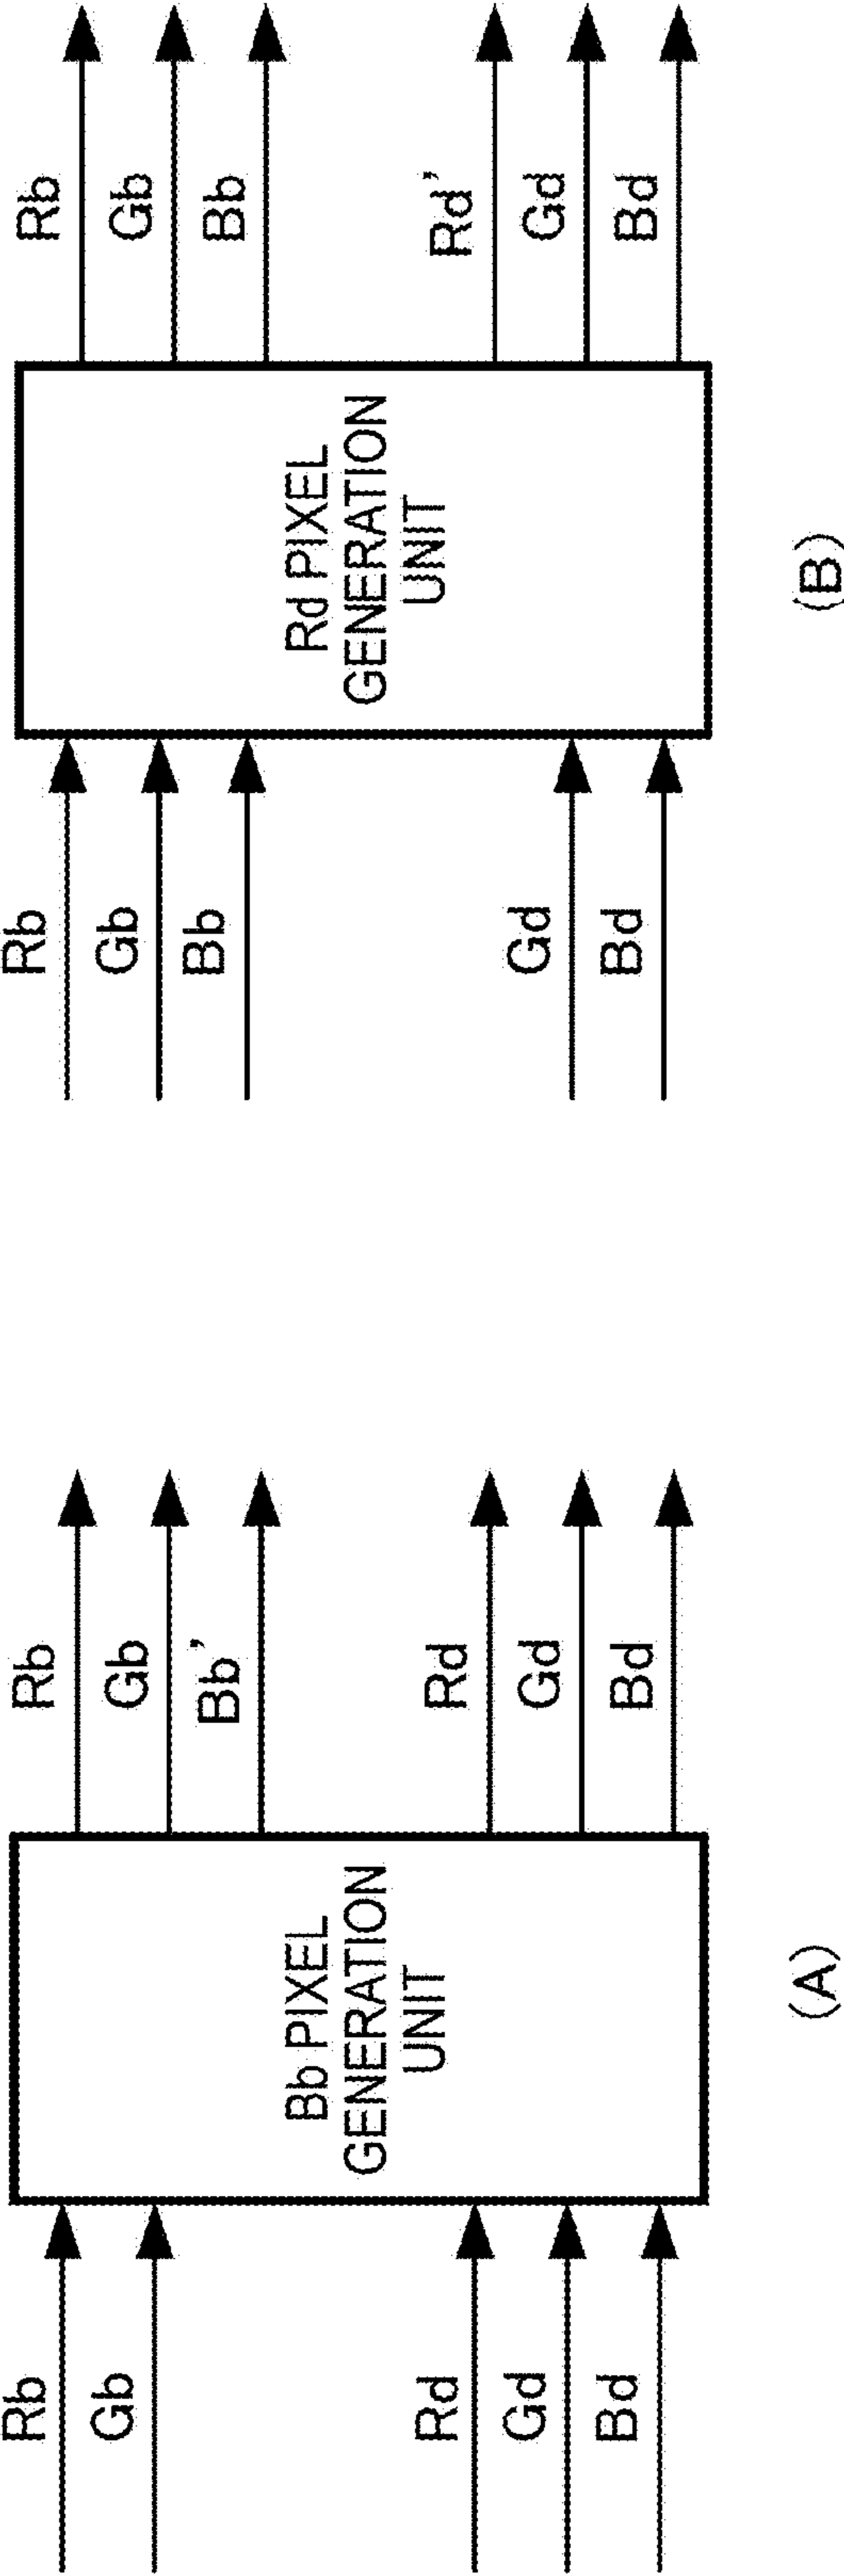 Rb
Gb
Rd
Gd
Bd
Bb PIXEL
GENERATION
UNIT
Rb
Gb
Bb’
Rd
Gd
Bd
(A)
Rb
Gb
Bb
Gd
Bd
Rd PIXEL
GENERATION
UNIT
Rb
Gb
Bb
Rd’
Gd
Bd
(B)